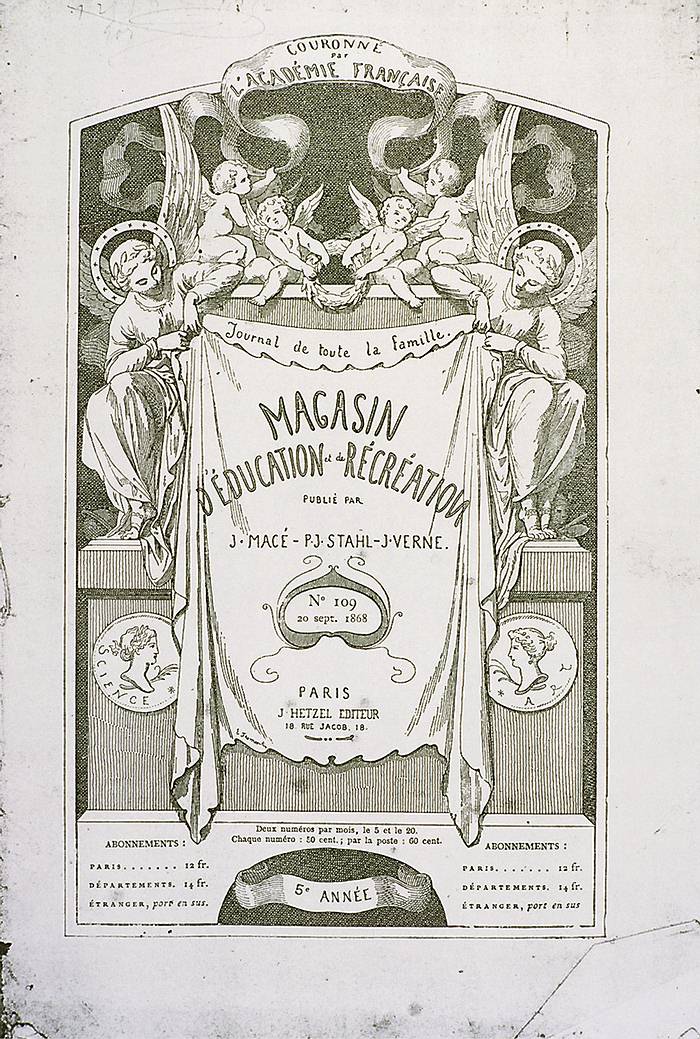 COURONNÉ
par
L'ACADÉMIE FRANÇAISE
Journal de toute la famille.
MAGASIN
D'ÉDUCATION et de RÉCRÉATION
PUBLIÉ PAR
J. MACÉ - P.J. STAHL - J. VERNE.
Nº 109
20 sept. 1868
SCIENCE
ART
PARIS
J. HETZEL EDITEUR
18. RUE JACOB. 18.
Deux numéros par mois, le 5 et le 20.
Chaque numéro : 50 cent.; par la poste : 60 cent.
ABONNEMENTS :
PARIS....... 12 fr.
DÉPARTEMENTS. 14 fr.
ÉTRANGER, port en sus.
5e ANNÉE
ABONNEMENTS :
PARIS....... 12 fr.
DÉPARTEMENTS. 14 fr.
ÉTRANGER, port en sus